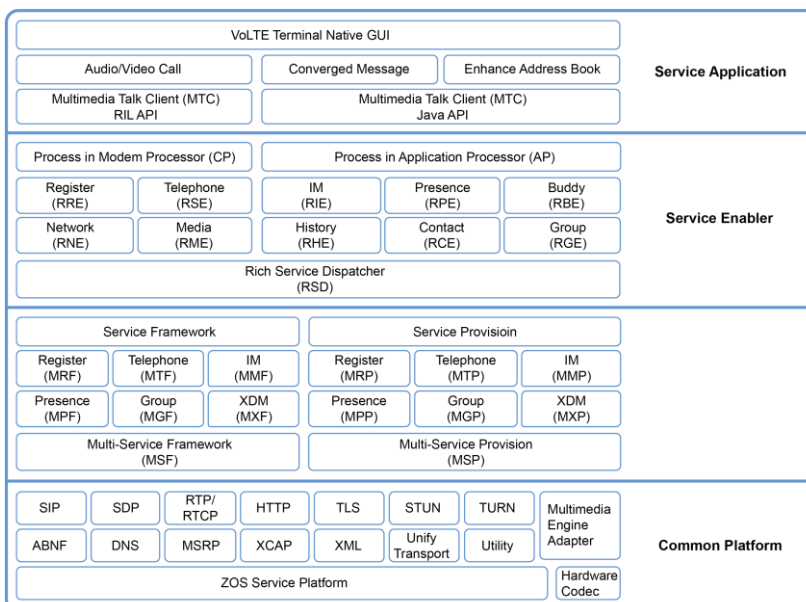 VoLTE Terminal Native GUI
Audio/Video Call
Converged Message
Enhance Address Book
Service Application
Multimedia Talk Client (MTC)
RIL API
Multimedia Talk Client (MTC)
Java API
Process in Modem Processor (CP)
Process in Application Processor (AP)
Register
(RRE)
Telephone
(RSE)
IM
(RIE)
Presence
(RPE)
Buddy
(RBE)
Service Enabler
Network
(RNE)
Media
(RME)
History
(RHE)
Contact
(RCE)
Group
(RGE)
Rich Service Dispatcher
(RSD)
Service Framework
Service Provisioin
Register
(MRF)
Telephone
(MTF)
IM
(MMF)
Register
(MRP)
Telephone
(MTP)
IM
(MMP)
Presence
(MPF)
Group
(MGF)
XDM
(MXF)
Presence
(MPP)
Group
(MGP)
XDM
(MXP)
Multi-Service Framework
(MSF)
Multi-Service Provision
(MSP)
SIP
SDP
RTP/
RTCP
HTTP
TLS
STUN
TURN
Multimedia
Engine
Adapter
ABNF
DNS
MSRP
XCAP
XML
Unify
Transport
Utility
Common Platform
ZOS Service Platform
Hardware
Codec